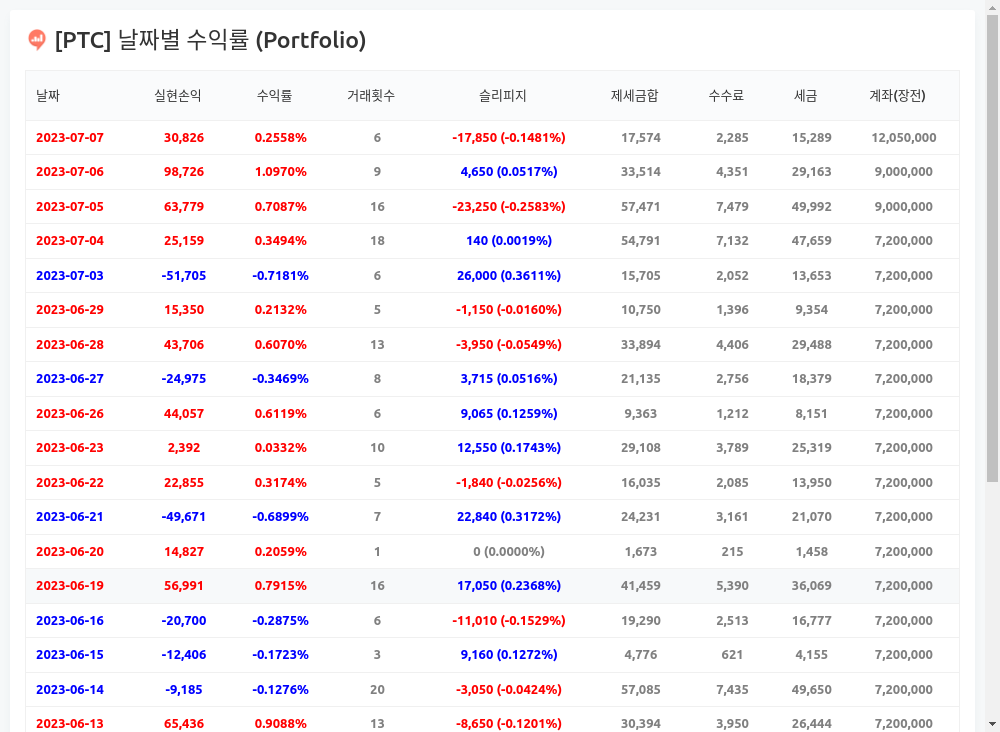 [PTC] 날짜별 수익률 (Portfolio)
날짜 실현손익 수익률 거래횟수 슬리피지 제세금합 수수료 세금 계좌(장전)
2023-07-07 30,826 0.2558% 6 -17,850 (-0.1481%) 17,574 2,285 15,289 12,050,000
2023-07-06 98,726 1.0970% 9 4,650 (0.0517%) 33,514 4,351 29,163 9,000,000
2023-07-05 63,779 0.7087% 16 -23,250 (-0.2583%) 57,471 7,479 49,992 9,000,000
2023-07-04 25,159 0.3494% 18 140 (0.0019%) 54,791 7,132 47,659 7,200,000
2023-07-03 -51,705 -0.7181% 6 26,000 (0.3611%) 15,705 2,052 13,653 7,200,000
2023-06-29 15,350 0.2132% 5 -1,150 (-0.0160%) 10,750 1,396 9,354 7,200,000
2023-06-28 43,706 0.6070% 13 -3,950 (-0.0549%) 33,894 4,406 29,488 7,200,000
2023-06-27 -24,975 -0.3469% 8 3,715 (0.0516%) 21,135 2,756 18,379 7,200,000
2023-06-26 44,057 0.6119% 6 9,065 (0.1259%) 9,363 1,212 8,151 7,200,000
2023-06-23 2,392 0.0332% 10 12,550 (0.1743%) 29,108 3,789 25,319 7,200,000
2023-06-22 22,855 0.3174% 5 -1,840 (-0.0256%) 16,035 2,085 13,950 7,200,000
2023-06-21 -49,671 -0.6899% 7 22,840 (0.3172%) 24,231 3,161 21,070 7,200,000
2023-06-20 14,827 0.2059% 1 0 (0.0000%) 1,673 215 1,458 7,200,000
2023-06-19 56,991 0.7915% 16 17,050 (0.2368%) 41,459 5,390 36,069 7,200,000
2023-06-16 -20,700 -0.2875% 6 -11,010 (-0.1529%) 19,290 2,513 16,777 7,200,000
2023-06-15 -12,406 -0.1723% 3 9,160 (0.1272%) 4,776 621 4,155 7,200,000
2023-06-14 -9,185 -0.1276% 20 -3,050 (-0.0424%) 57,085 7,435 49,650 7,200,000
2023-06-13 65,436 0.9088% 13 -8,650 (-0.1201%) 30,394 3,950 26,444 7,200,000